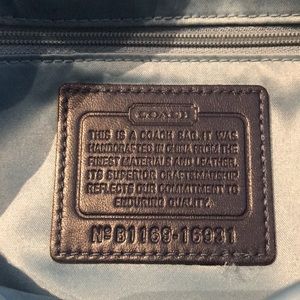 COACH
THIS IS A COACH BAG. IT WAS
HANDCRAFTED IN CHINA FROM THE
FINEST MATERIALS AND LEATHER.
ITS SUPERIOR CRAFTSMANSHIP
REFLECTS OUR COMMITMENT TO
ENDURING QUALITY.
Nº B1169-16981